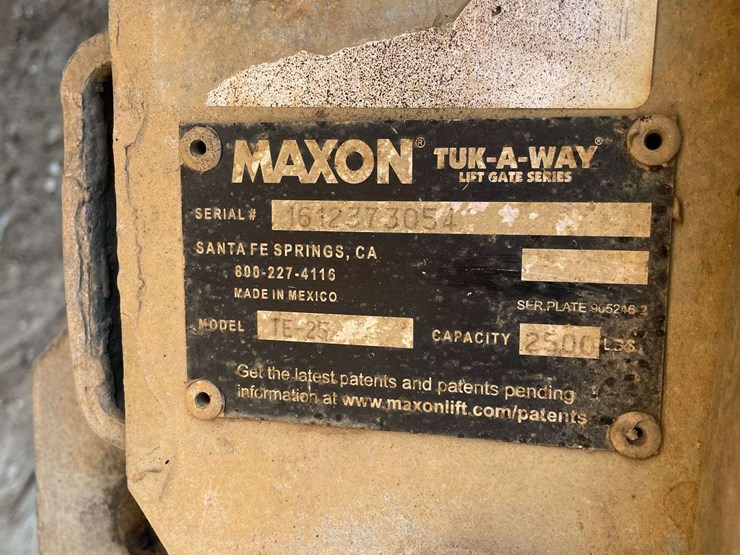 MAXON® TUK-A-WAY®
LIFT GATE SERIES
SERIAL# 1612373054
SANTA FE SPRINGS, CA
800-227-4116
MADE IN MEXICO
SER.PLATE 905246-2
MODEL TE-25 CAPACITY 2500 LBS.
Get the latest patents and patents pending
information at www.maxonlift.com/patents